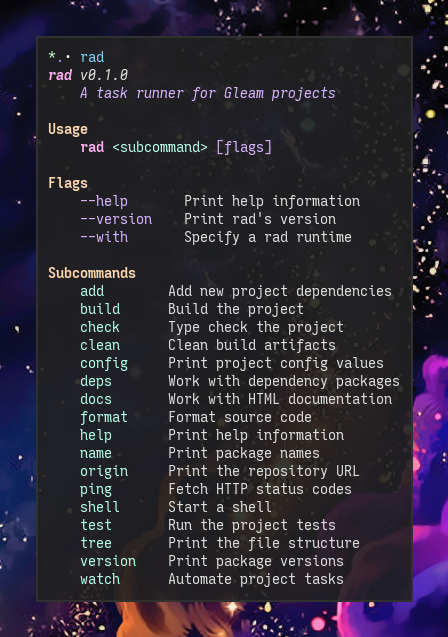 *.· rad
rad v0.1.0
A task runner for Gleam projects
Usage
rad <subcommand> [flags]
Flags
--help Print help information
--version Print rad's version
--with Specify a rad runtime
Subcommands
add Add new project dependencies
build Build the project
check Type check the project
clean Clean build artifacts
config Print project config values
deps Work with dependency packages
docs Work with HTML documentation
format Format source code
help Print help information
name Print package names
origin Print the repository URL
ping Fetch HTTP status codes
shell Start a shell
test Run the project tests
tree Print the file structure
version Print package versions
watch Automate project tasks